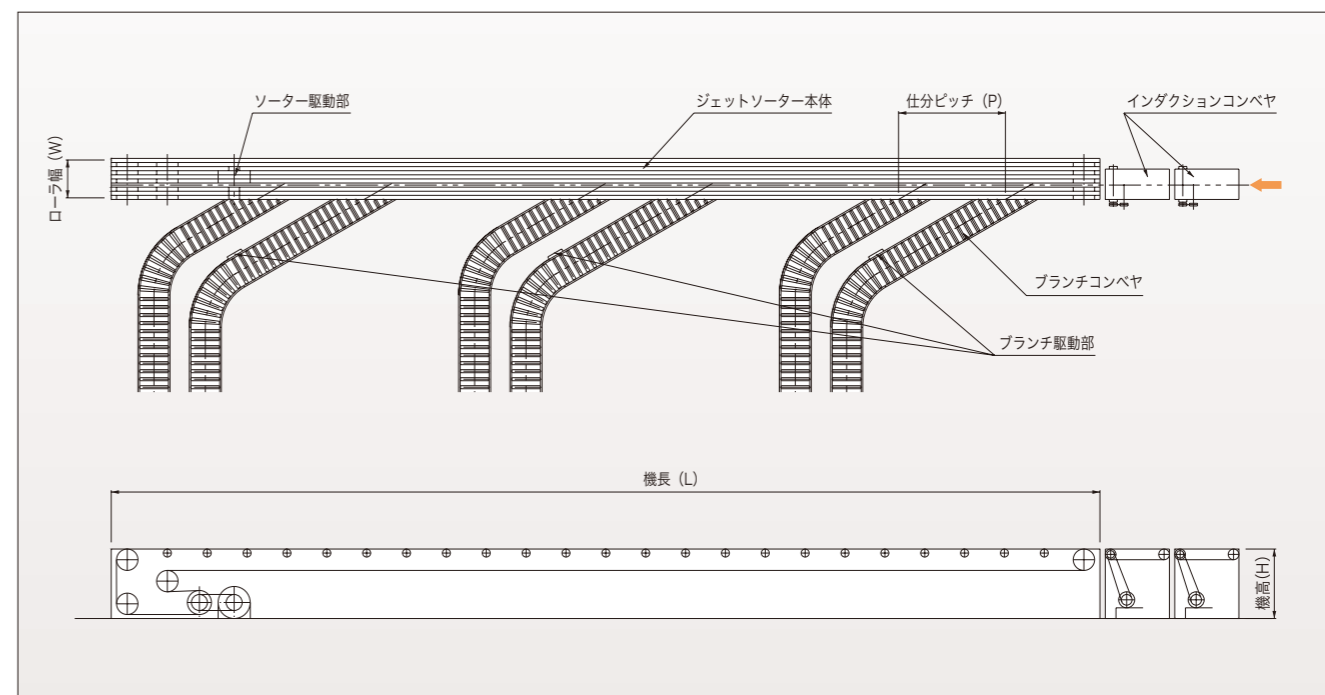 ソーター駆動部
ジェットソーター本体
仕分ピッチ（P）
インダクションコンベヤ
ローラ幅（W）
ブランチコンベヤ
ブランチ駆動部
機長（L）
機高(H)